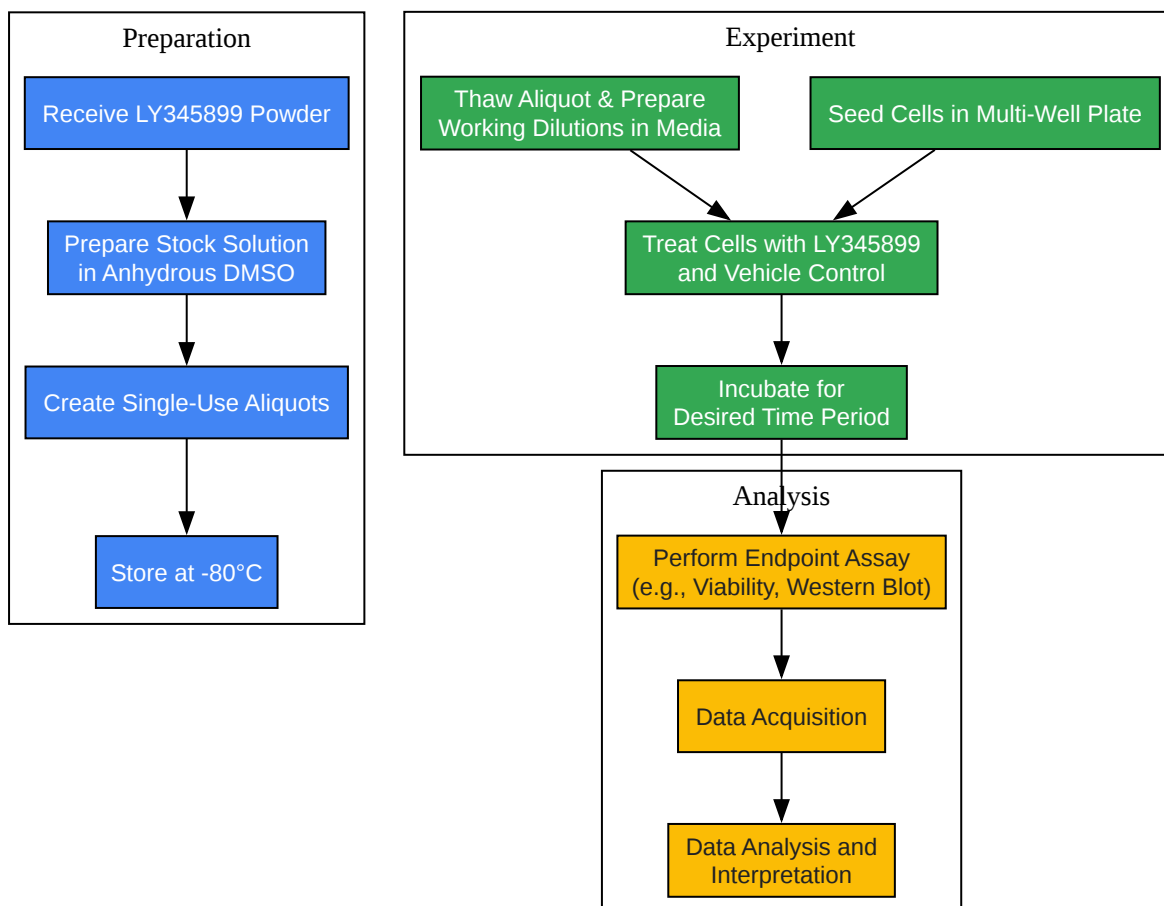 Preparation
Receive LY345899 Powder
Prepare Stock Solution
in Anhydrous DMSO
Create Single-Use Aliquots
Store at -80°C
Experiment
Thaw Aliquot & Prepare
Working Dilutions in Media
Seed Cells in Multi-Well Plate
Treat Cells with LY345899
and Vehicle Control
Incubate for
Desired Time Period
Analysis
Perform Endpoint Assay
(e.g., Viability, Western Blot)
Data Acquisition
Data Analysis and
Interpretation